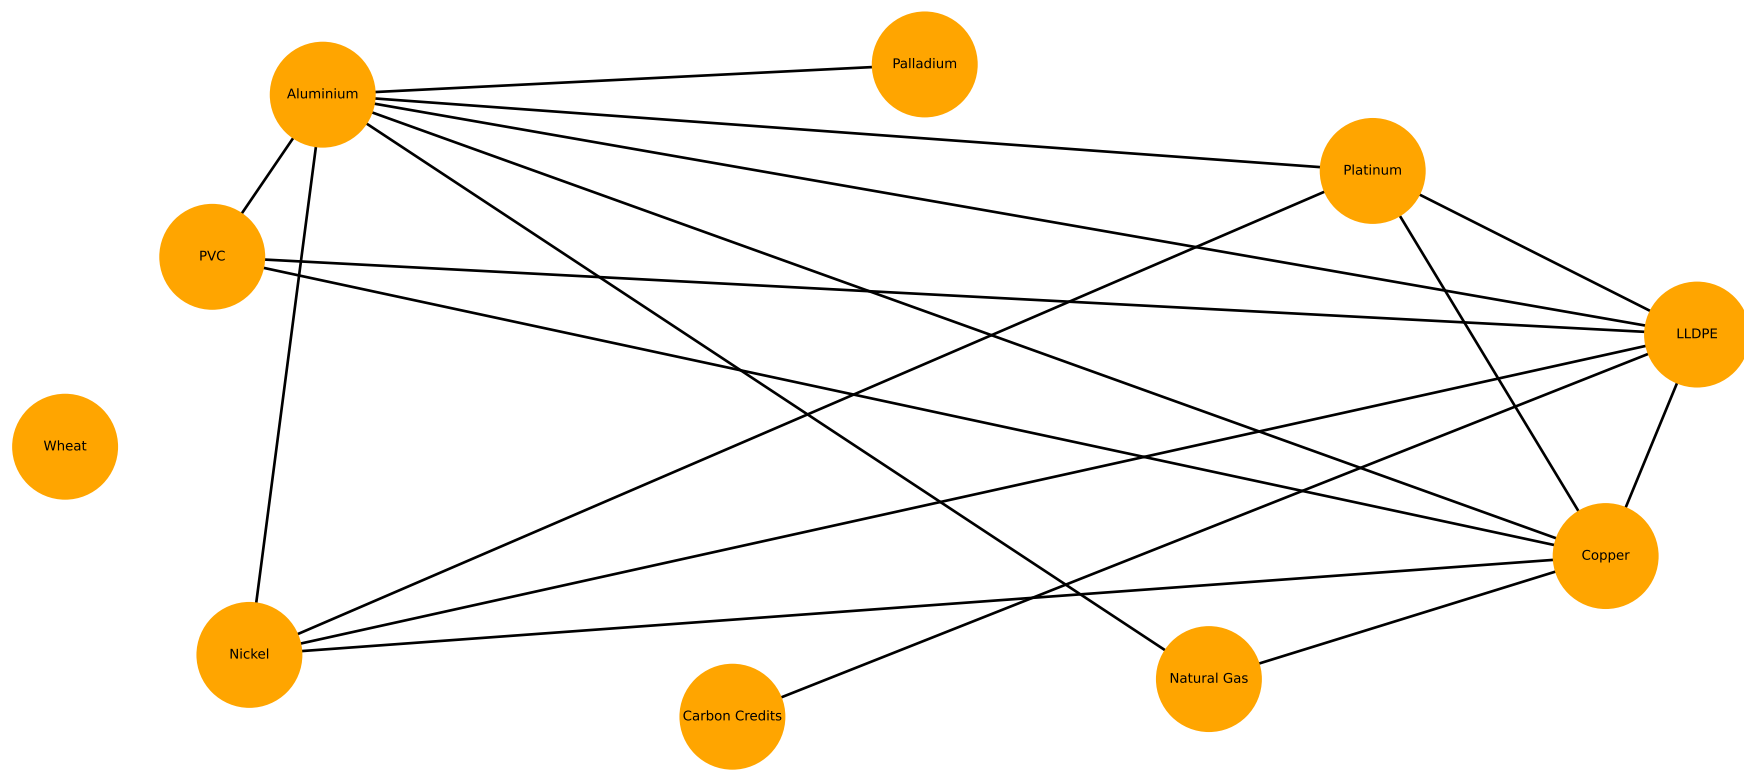 Palladium
Aluminium
Platinum
PVC
LLDPE
Wheat
Copper
Nickel
Natural Gas
Carbon Credits